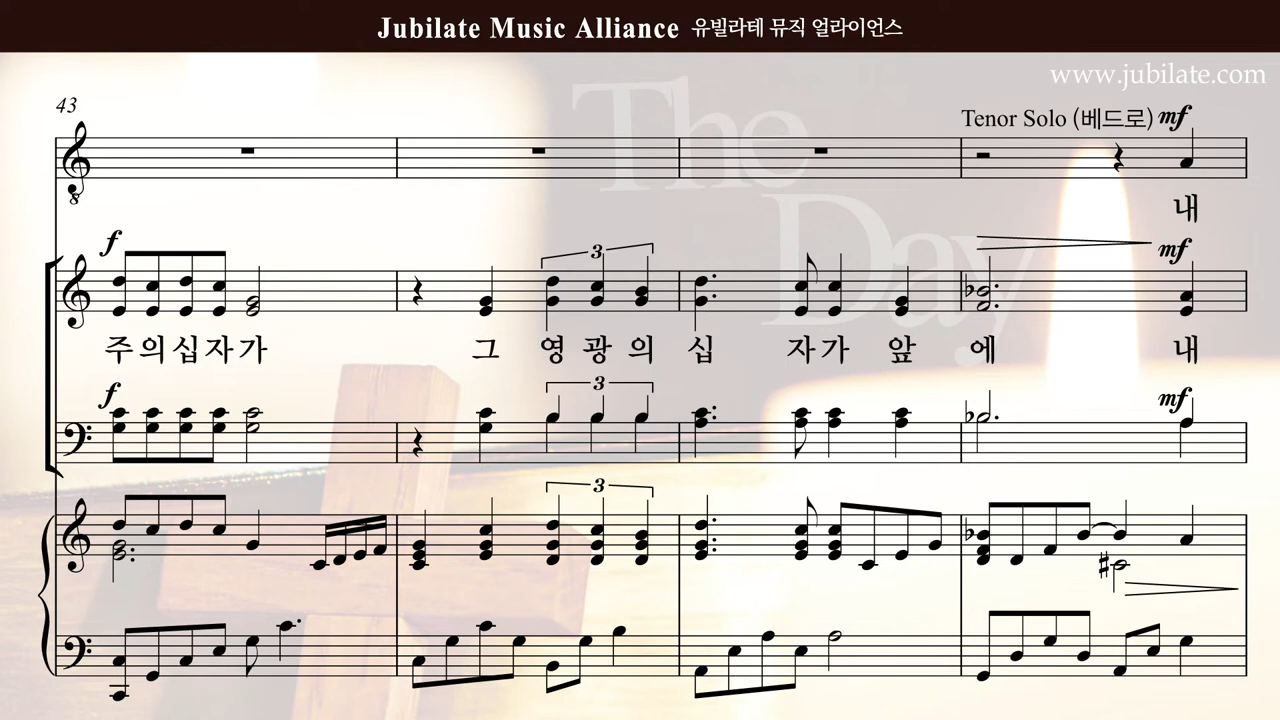 Jubilate Music Alliance 유빌라테 뮤직 얼라이언스
www.jubilate.com
The
Day
43
Tenor Solo (베드로) mf
내
f
mf
3
주 의 십 자 가 그 영 광 의 십 자 가 앞 에 내
f
mf
3
3